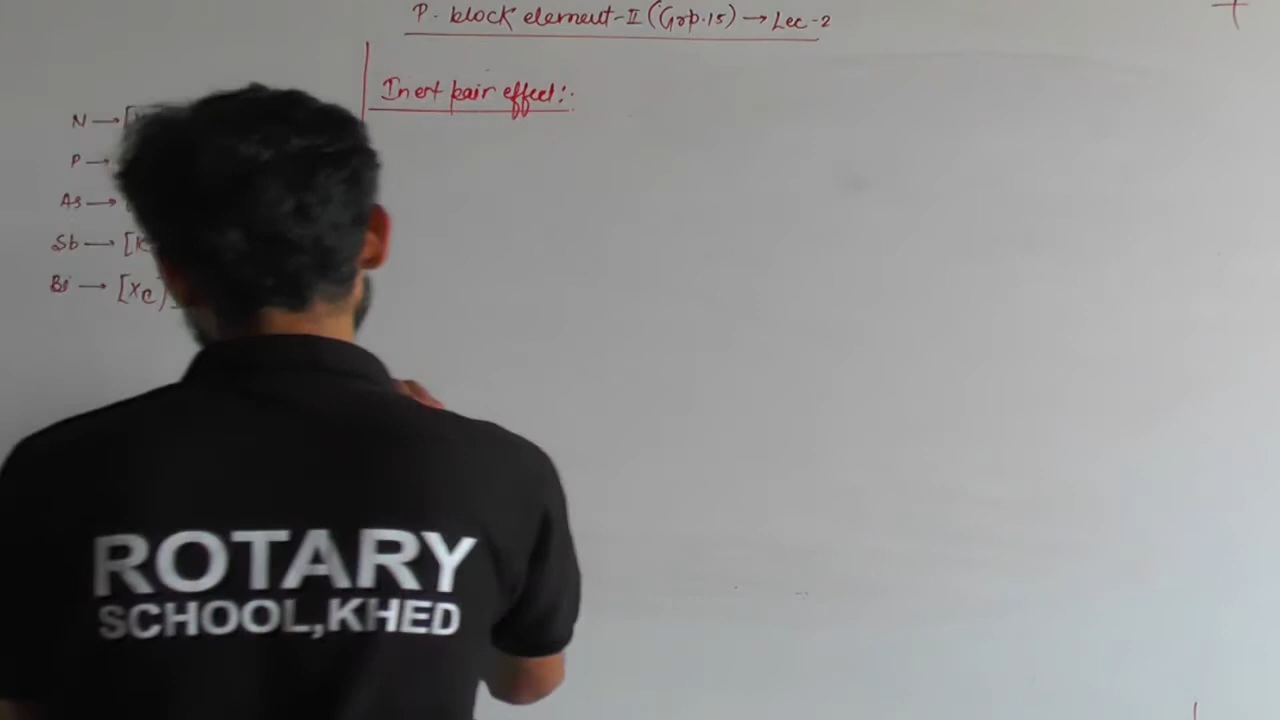 P. block element-II (Grp.15) → Lec-2
Inert pair effect:
N → [
P →
As →
Sb → [K
Bi → [Xe]
ROTARY
SCHOOL,KHED